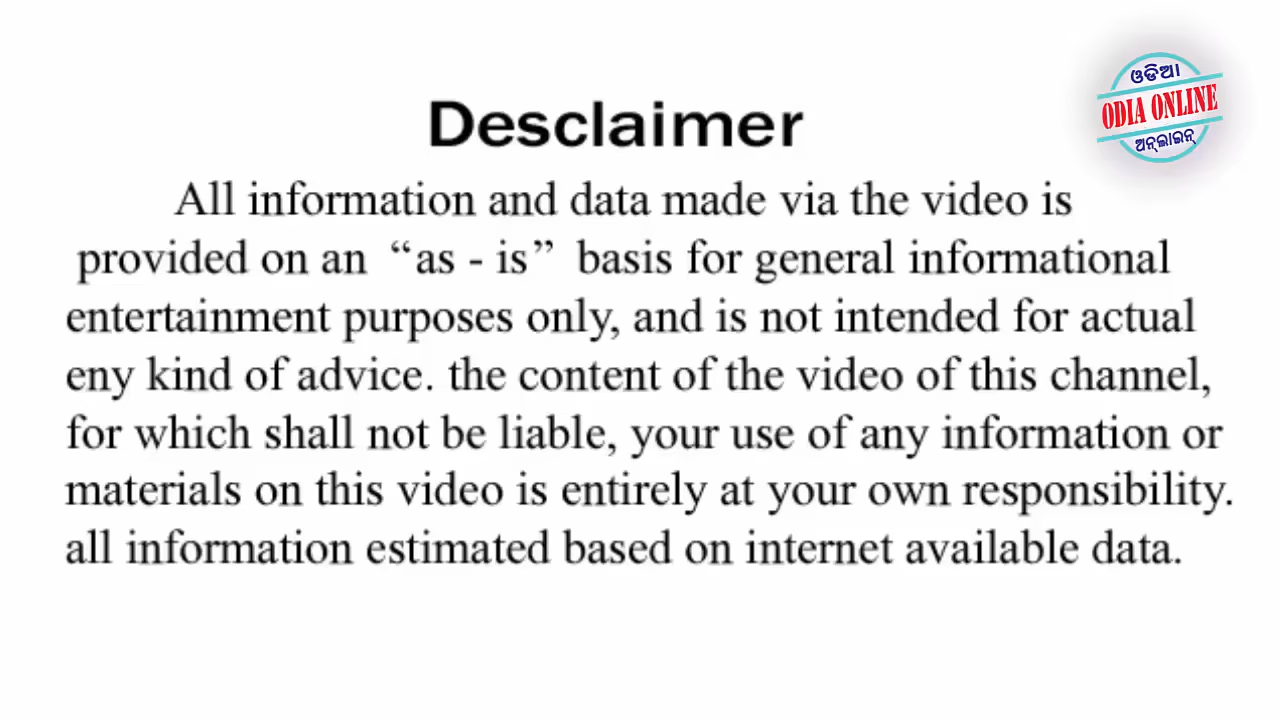 ଓଡିଆ
ODIA ONLINE
ଅନ୍‌ଲାଇନ୍
Desclaimer
All information and data made via the video is
provided on an “as - is” basis for general informational
entertainment purposes only, and is not intended for actual
eny kind of advice. the content of the video of this channel,
for which shall not be liable, your use of any information or
materials on this video is entirely at your own responsibility.
all information estimated based on internet available data.